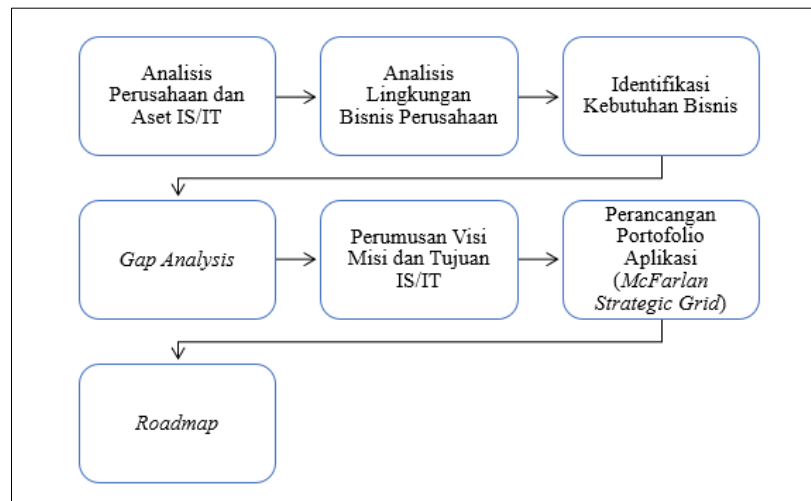 Analisis
Perusahaan dan
Aset IS/IT
Analisis
Lingkungan
Bisnis Perusahaan
Identifikasi
Kebutuhan Bisnis
Gap Analysis
Perumusan Visi
Misi dan Tujuan
IS/IT
Perancangan
Portofolio
Aplikasi
(McFarlan
Strategic Grid)
Roadmap